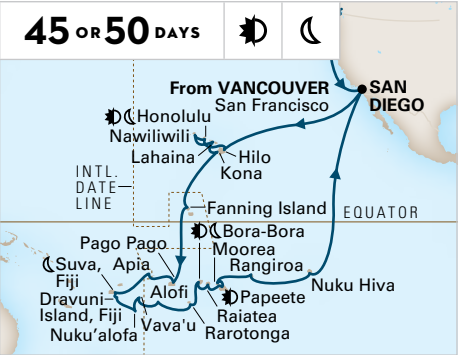 45 OR 50 DAYS
From VANCOUVER
San Francisco
SAN
DIEGO
Honolulu
Nawiliwili
Lahaina
Hilo
Kona
INTL.
DATE
LINE
Fanning Island
EQUATOR
Bora-Bora
Moorea
Rangiroa
Pago Pago
Apia
Suva,
Fiji
Alofi
Nuku Hiva
Dravuni
Island, Fiji
Papeete
Raiatea
Nuku'alofa
Vava'u
Rarotonga